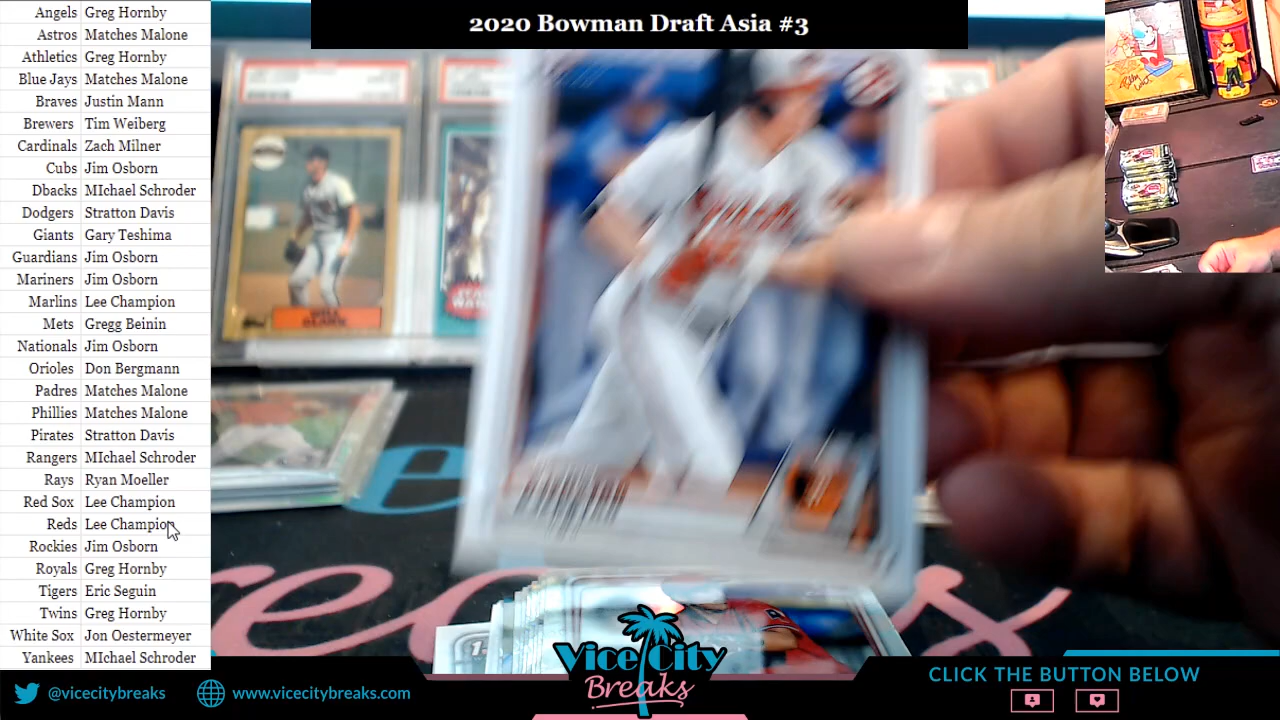 2020 Bowman Draft Asia #3
Angels Greg Hornby
Astros Matches Malone
Athletics Greg Hornby
Blue Jays Matches Malone
Braves Justin Mann
Brewers Tim Weiberg
Cardinals Zach Milner
Cubs Jim Osborn
Dbacks MIchael Schroder
Dodgers Stratton Davis
Giants Gary Teshima
Guardians Jim Osborn
Mariners Jim Osborn
Marlins Lee Champion
Mets Gregg Beinin
Nationals Jim Osborn
Orioles Don Bergmann
Padres Matches Malone
Phillies Matches Malone
Pirates Stratton Davis
Rangers MIchael Schroder
Rays Ryan Moeller
Red Sox Lee Champion
Reds Lee Champion
Rockies Jim Osborn
Royals Greg Hornby
Tigers Eric Seguin
Twins Greg Hornby
White Sox Jon Oestermeyer
Yankees MIchael Schroder
Vice City
Breaks
@vicecitybreaks
www.vicecitybreaks.com
CLICK THE BUTTON BELOW